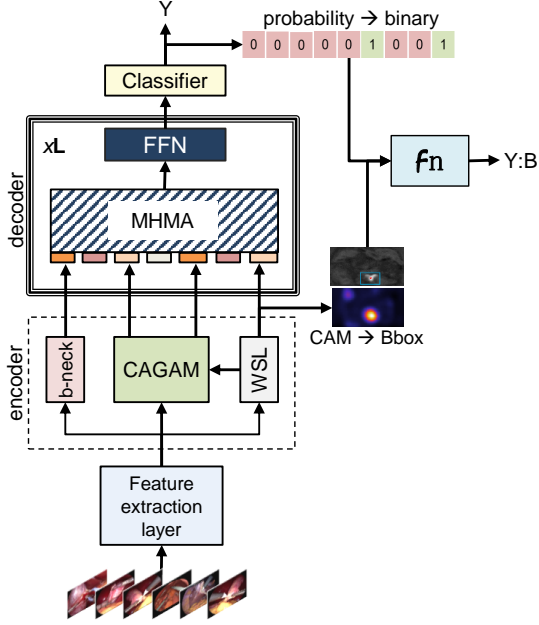 Y
probability → binary
0 0 0 0 0 1 0 0 1
Classifier
xL
FFN
fn
Y:B
MHMA
decoder
CAM → Bbox
encoder
b-neck
CAGAM
WSL
Feature
extraction
layer